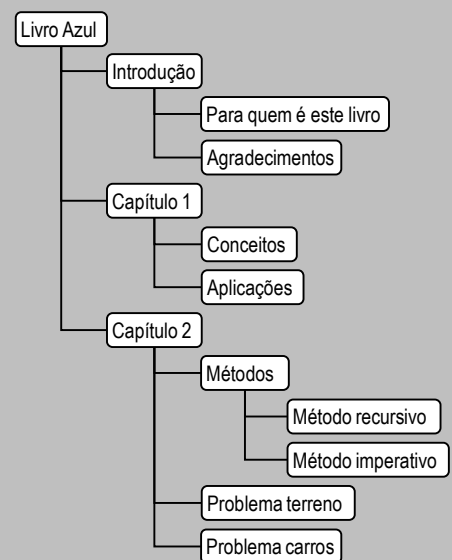 Livro Azul
Introdução
Para quem é este livro
Agradecimentos
Capítulo 1
Conceitos
Aplicações
Capítulo 2
Métodos
Método recursivo
Método imperativo
Problema terreno
Problema carros